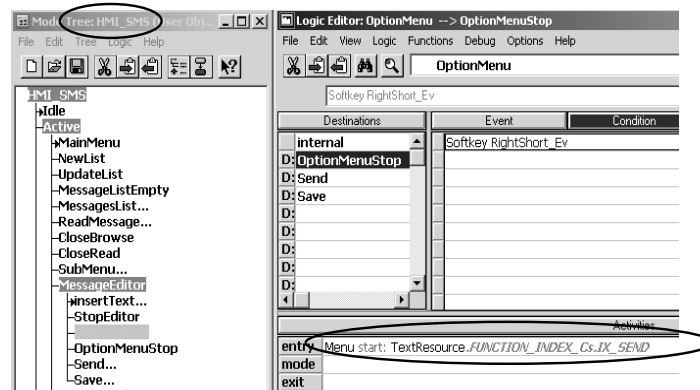 Mode Tree: HMI_SMS (User Obj...
File Edit Tree Logic Help
HMI_SMS
Idle
Active
MainMenu
NewList
UpdateList
MessageListEmpty
MessagesList...
ReadMessage...
CloseBrowse
CloseRead
SubMenu...
MessageEditor
insertText...
StopEditor
OptionMenuStop
Send...
Save...
Logic Editor: OptionMenu --> OptionMenuStop
File Edit View Logic Functions Debug Options Help
OptionMenu
Softkey RightShort_Ev
Destinations
Event
Condition
internal
Softkey RightShort_Ev
D: OptionMenuStop
D: Send
D: Save
D:
D:
D:
D:
D:
Activities
entry Menu start: TextResource.FUNCTION_INDEX_Cs.IX_SEND
mode
exit